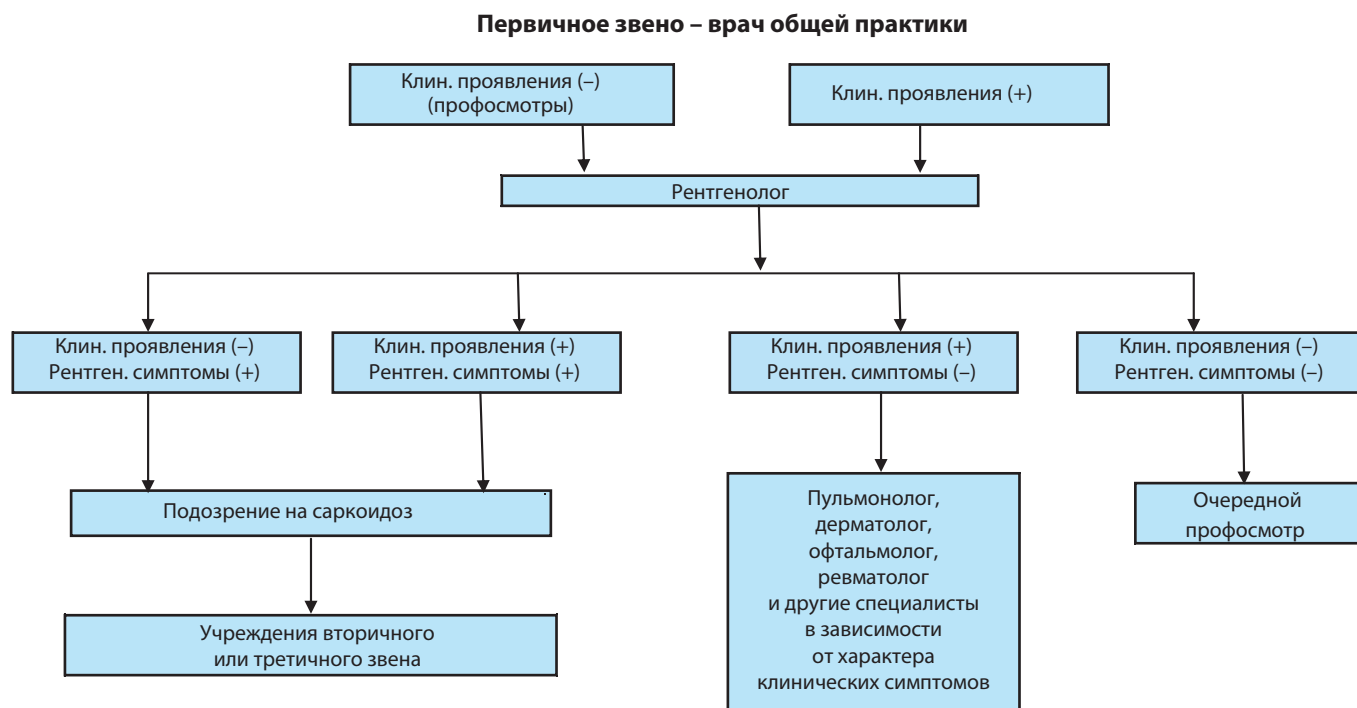 Первичное звено – врач общей практики
Клин. проявления (–)
(профосмотры)
Клин. проявления (+)
Рентгенолог
Клин. проявления (–)
Рентген. симптомы (+)
Клин. проявления (+)
Рентген. симптомы (+)
Клин. проявления (+)
Рентген. симптомы (–)
Клин. проявления (–)
Рентген. симптомы (–)
Подозрение на саркоидоз
Учреждения вторичного
или третичного звена
Пульмонолог,
дерматолог,
офтальмолог,
ревматолог
и другие специалисты
в зависимости
от характера
клинических симптомов
Очередной
профосмотр